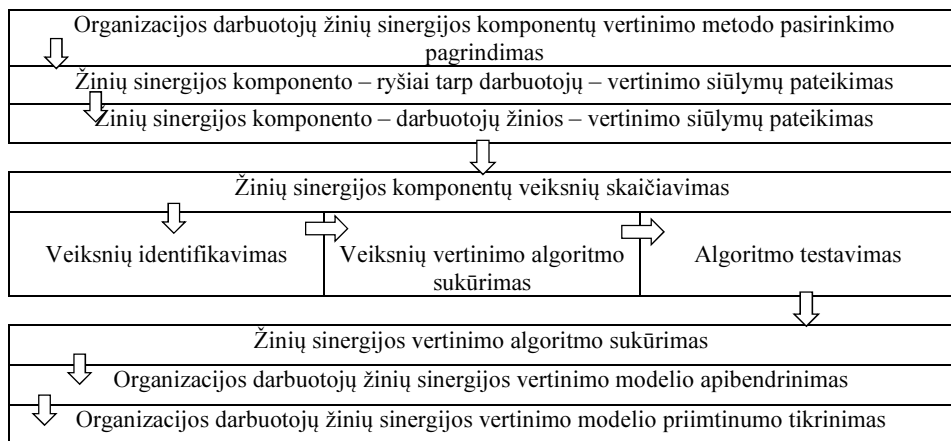 Organizacijos darbuotojų žinių sinergijos komponentų vertinimo metodo pasirinkimo
pagrindimas
Žinių sinergijos komponento – ryšiai tarp darbuotojų – vertinimo siūlymų pateikimas
Žinių sinergijos komponento – darbuotojų žinios – vertinimo siūlymų pateikimas
Žinių sinergijos komponentų veiksnių skaičiavimas
Veiksnių identifikavimas
Veiksnių vertinimo algoritmo
sukūrimas
Algoritmo testavimas
Žinių sinergijos vertinimo algoritmo sukūrimas
Organizacijos darbuotojų žinių sinergijos vertinimo modelio apibendrinimas
Organizacijos darbuotojų žinių sinergijos vertinimo modelio priimtinumo tikrinimas